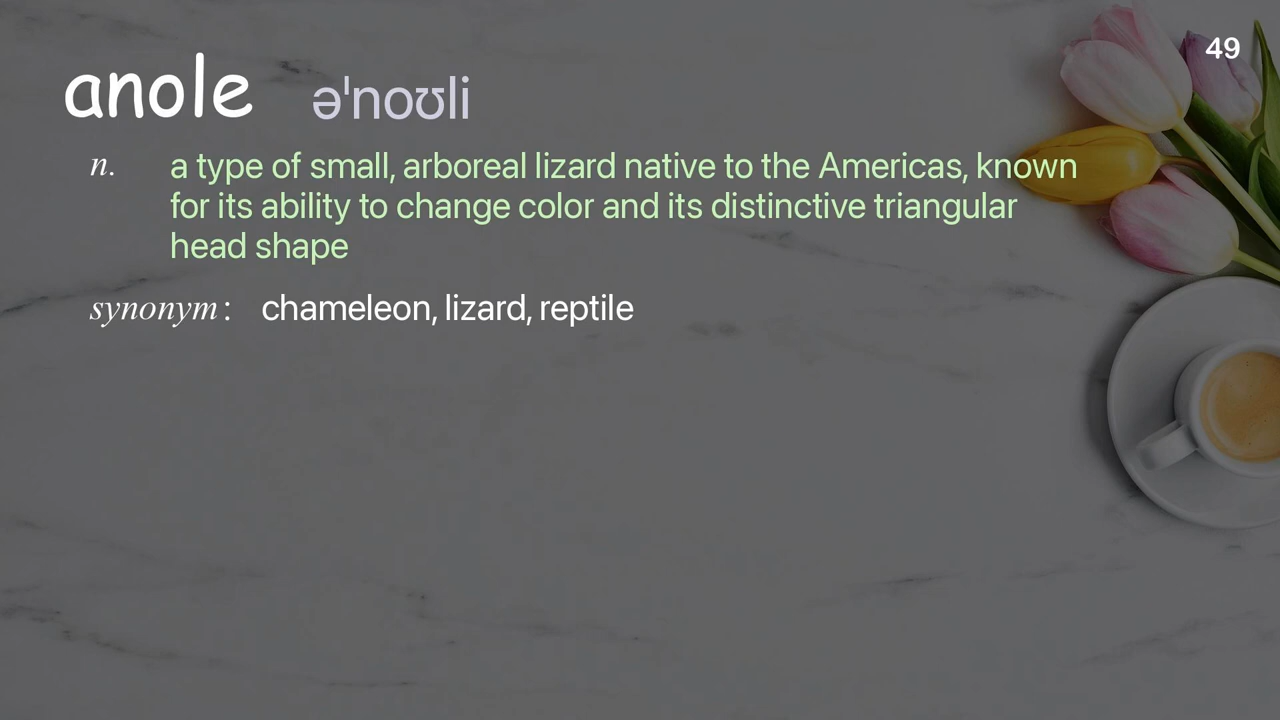 49
anole əˈnoʊli
n. a type of small, arboreal lizard native to the Americas, known
for its ability to change color and its distinctive triangular
head shape
synonym: chameleon, lizard, reptile